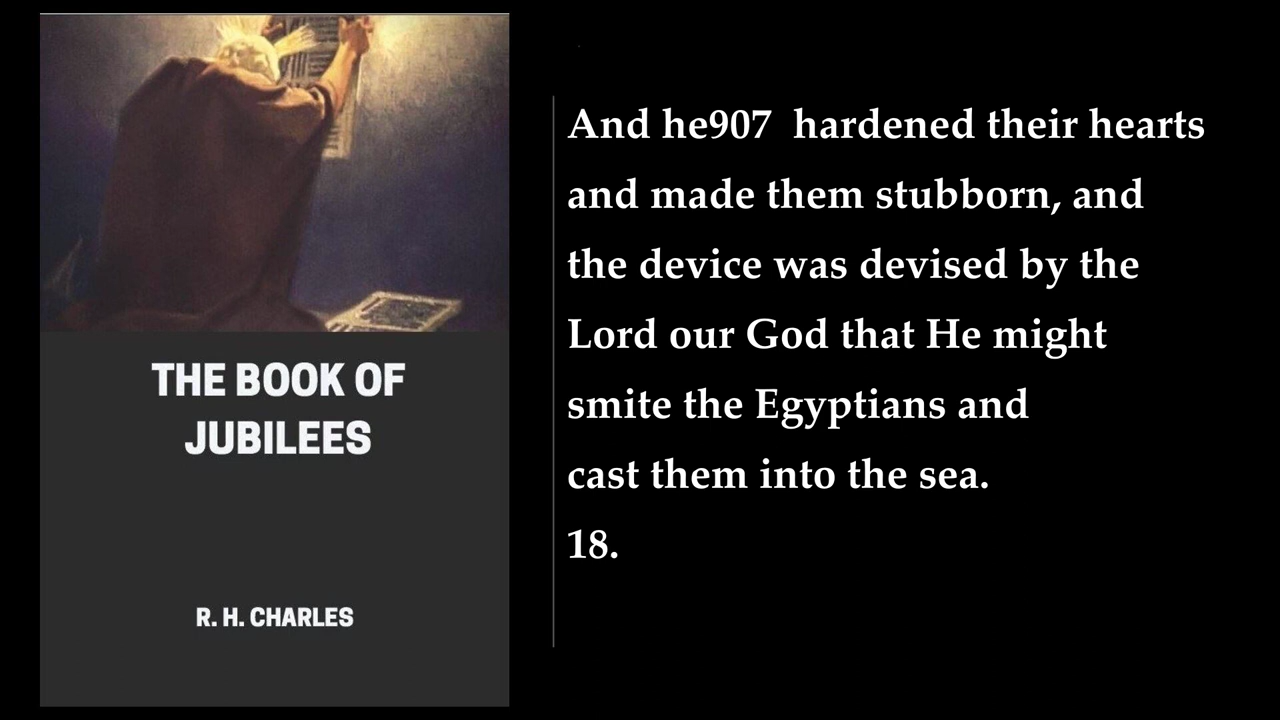 THE BOOK OF
JUBILEES
R. H. CHARLES
And he907  hardened their hearts
and made them stubborn, and
the device was devised by the
Lord our God that He might
smite the Egyptians and
cast them into the sea.
18.